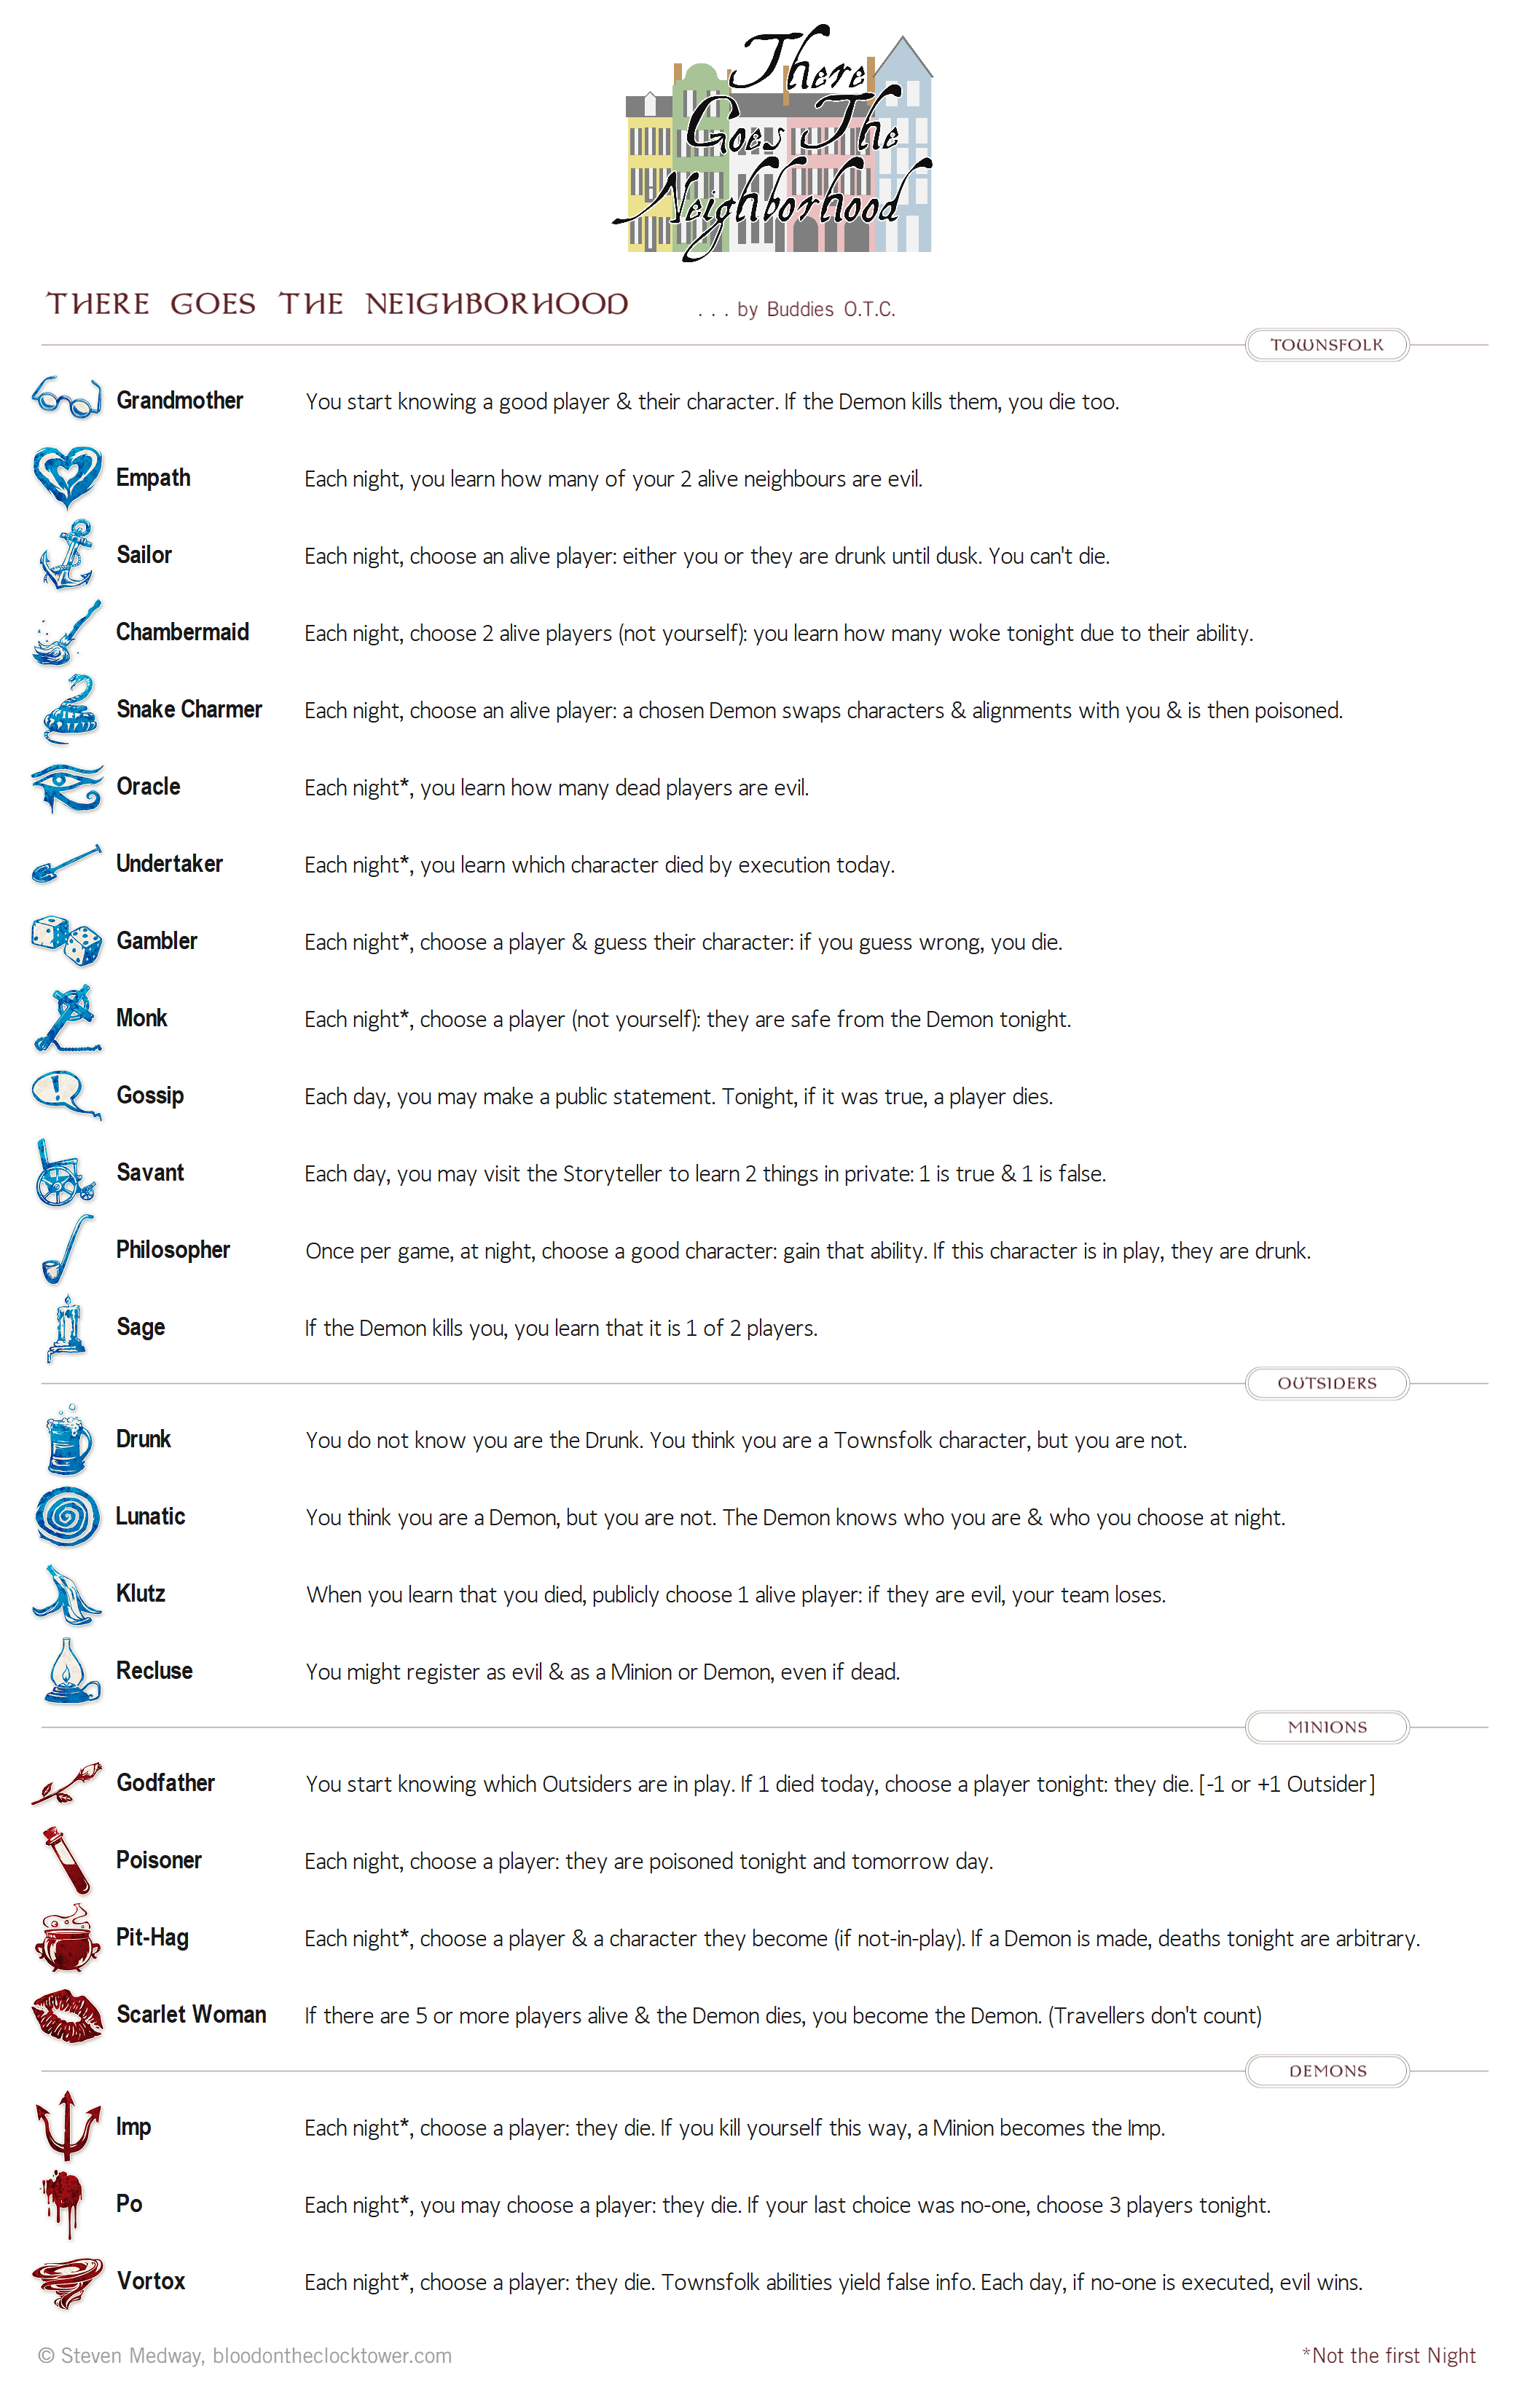 There
Goes The
Neighborhood
THERE GOES THE NEIGHBORHOOD . . . by Buddies O.T.C.
TOWNSFOLK
Grandmother You start knowing a good player & their character. If the Demon kills them, you die too.
Empath Each night, you learn how many of your 2 alive neighbours are evil.
Sailor Each night, choose an alive player: either you or they are drunk until dusk. You can't die.
Chambermaid Each night, choose 2 alive players (not yourself): you learn how many woke tonight due to their ability.
Snake Charmer Each night, choose an alive player: a chosen Demon swaps characters & alignments with you & is then poisoned.
Oracle Each night*, you learn how many dead players are evil.
Undertaker Each night*, you learn which character died by execution today.
Gambler Each night*, choose a player & guess their character: if you guess wrong, you die.
Monk Each night*, choose a player (not yourself): they are safe from the Demon tonight.
Gossip Each day, you may make a public statement. Tonight, if it was true, a player dies.
Savant Each day, you may visit the Storyteller to learn 2 things in private: 1 is true & 1 is false.
Philosopher Once per game, at night, choose a good character: gain that ability. If this character is in play, they are drunk.
Sage If the Demon kills you, you learn that it is 1 of 2 players.
OUTSIDERS
Drunk You do not know you are the Drunk. You think you are a Townsfolk character, but you are not.
Lunatic You think you are a Demon, but you are not. The Demon knows who you are & who you choose at night.
Klutz When you learn that you died, publicly choose 1 alive player: if they are evil, your team loses.
Recluse You might register as evil & as a Minion or Demon, even if dead.
MINIONS
Godfather You start knowing which Outsiders are in play. If 1 died today, choose a player tonight: they die. [-1 or +1 Outsider]
Poisoner Each night, choose a player: they are poisoned tonight and tomorrow day.
Pit-Hag Each night*, choose a player & a character they become (if not-in-play). If a Demon is made, deaths tonight are arbitrary.
Scarlet Woman If there are 5 or more players alive & the Demon dies, you become the Demon. (Travellers don't count)
DEMONS
Imp Each night*, choose a player: they die. If you kill yourself this way, a Minion becomes the Imp.
Po Each night*, you may choose a player: they die. If your last choice was no-one, choose 3 players tonight.
Vortox Each night*, choose a player: they die. Townsfolk abilities yield false info. Each day, if no-one is executed, evil wins.
© Steven Medway, bloodontheclocktower.com *Not the first Night